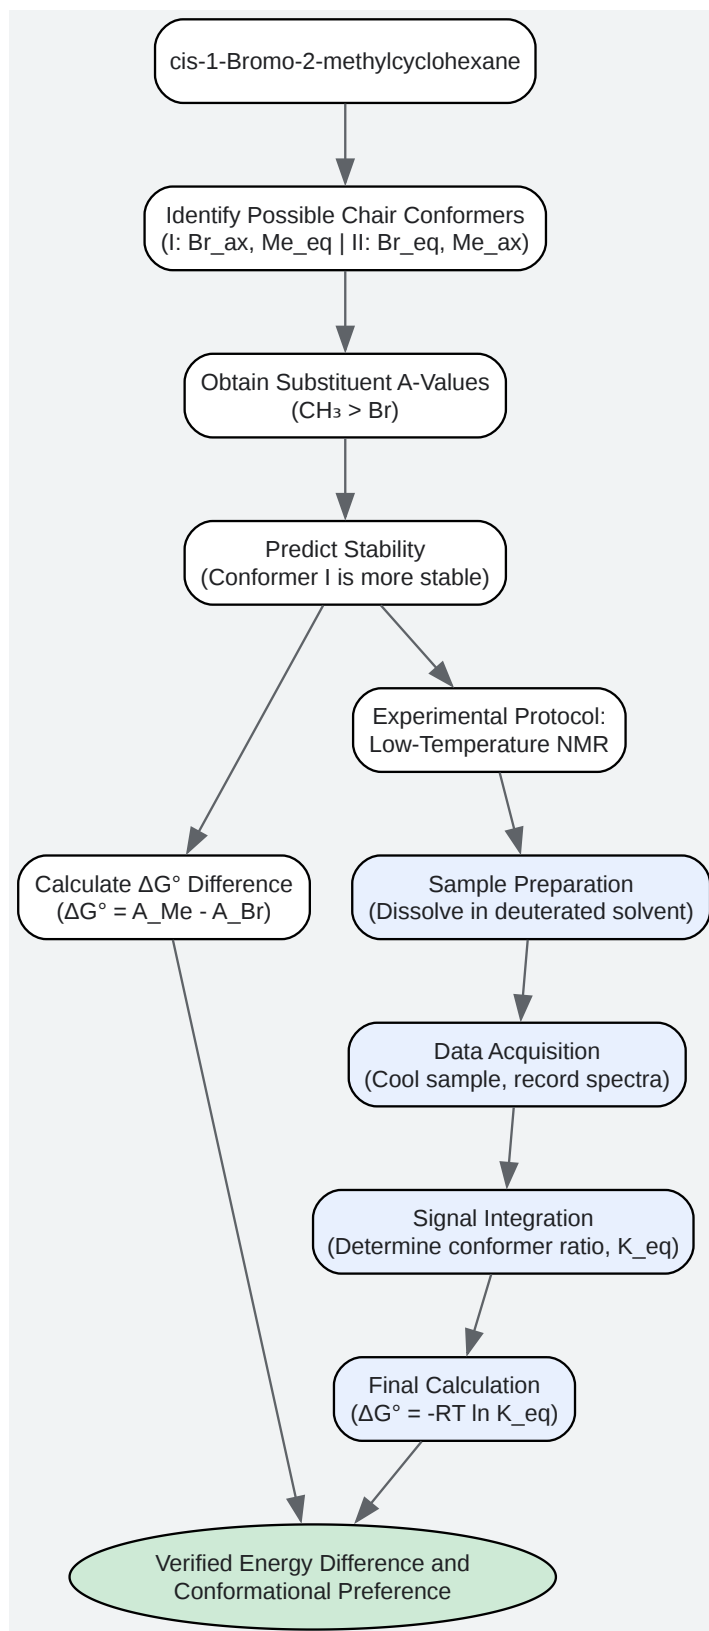 cis-1-Bromo-2-methylcyclohexane
Identify Possible Chair Conformers
(I: Br_ax, Me_eq | II: Br_eq, Me_ax)
Obtain Substituent A-Values
(CH₃ > Br)
Predict Stability
(Conformer I is more stable)
Experimental Protocol:
Low-Temperature NMR
Calculate ΔG° Difference
(ΔG° = A_Me - A_Br)
Sample Preparation
(Dissolve in deuterated solvent)
Data Acquisition
(Cool sample, record spectra)
Signal Integration
(Determine conformer ratio, K_eq)
Final Calculation
(ΔG° = -RT ln K_eq)
Verified Energy Difference and
Conformational Preference